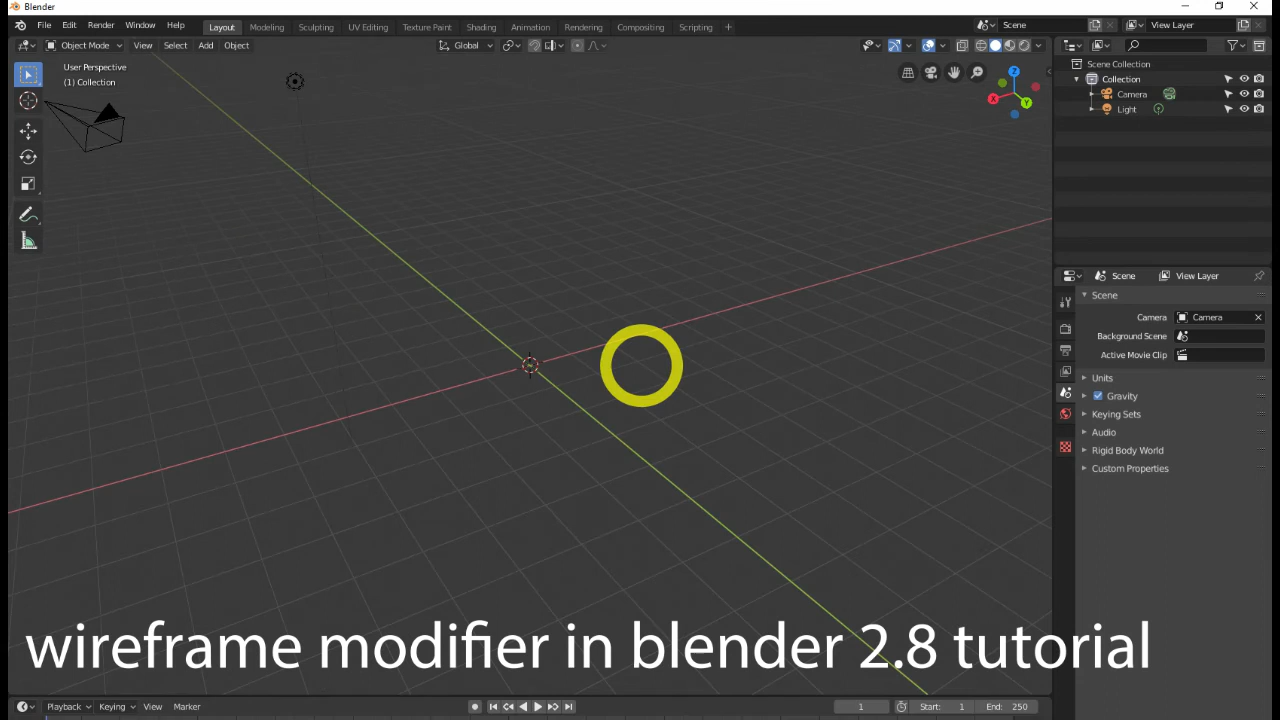 Blender
File Edit Render Window Help Layout Modeling Sculpting UV Editing Texture Paint Shading Animation Rendering Compositing Scripting + Scene View Layer
Object Mode View Select Add Object Global
User Perspective
(1) Collection
Z
X
Y
Scene Collection
Collection
Camera
Light
Scene View Layer
Scene
Camera Camera
Background Scene
Active Movie Clip
Units
Gravity
Keying Sets
Audio
Rigid Body World
Custom Properties
wireframe modifier in blender 2.8 tutorial
Playback Keying View Marker 1 Start: 1 End: 250